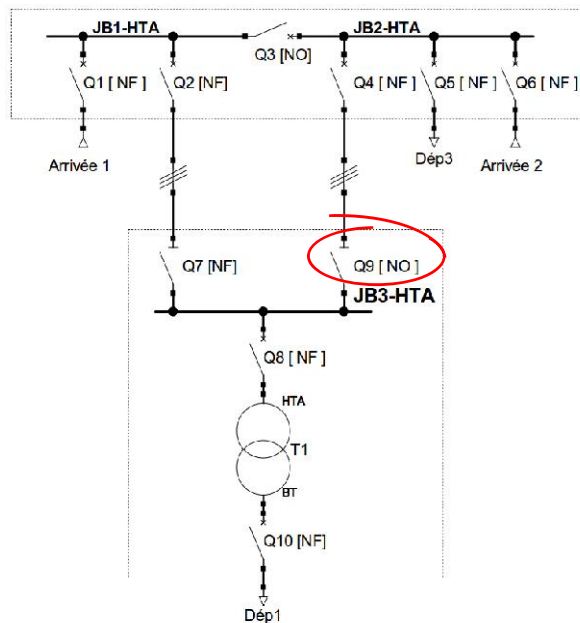 JB1-HTA
JB2-HTA
Q3 [NO]
Q1 [ NF ]
Q2 [NF]
Q4 [ NF ]
Q5 [ NF ]
Q6 [ NF ]
Arrivée 1
Dép3
Arrivée 2
Q7 [NF]
Q9 [ NO ]
JB3-HTA
Q8 [ NF ]
HTA
T1
BT
Q10 [NF]
Dép1